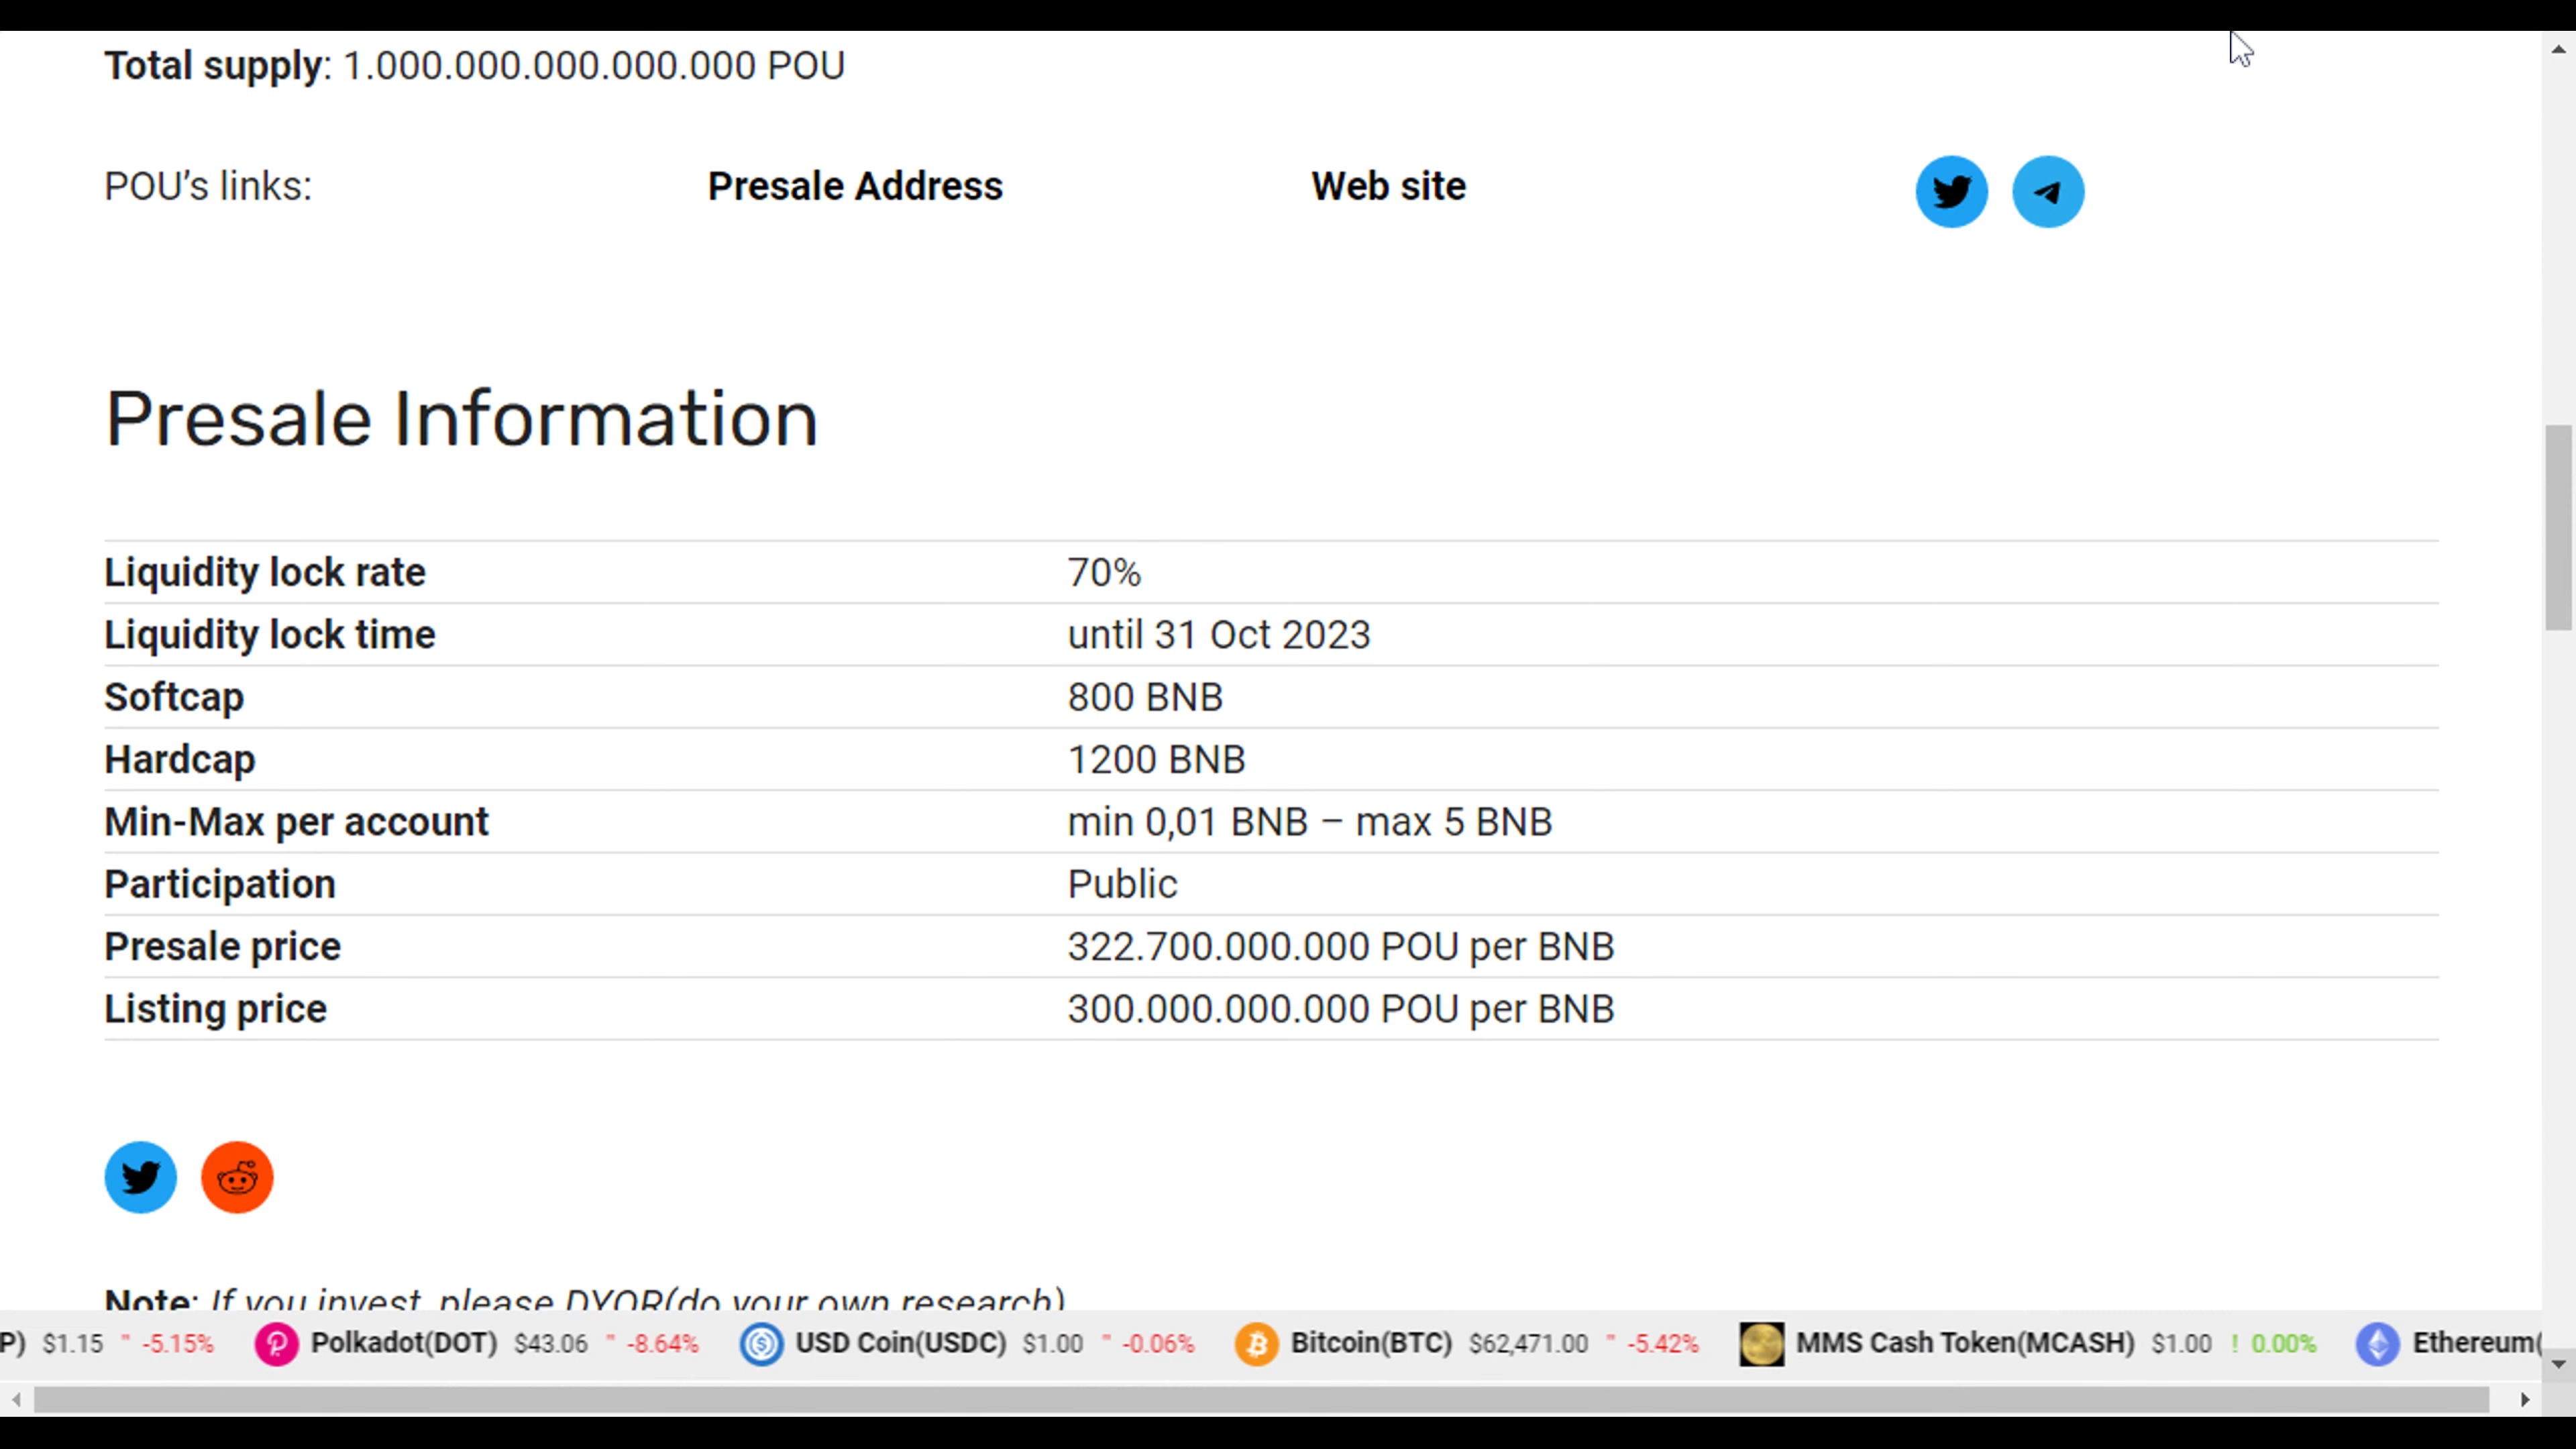 Total supply: 1.000.000.000.000.000 POU
POU’s links: Presale Address Web site
Presale Information
Liquidity lock rate 70%
Liquidity lock time until 31 Oct 2023
Softcap 800 BNB
Hardcap 1200 BNB
Min-Max per account min 0,01 BNB – max 5 BNB
Participation Public
Presale price 322.700.000.000 POU per BNB
Listing price 300.000.000.000 POU per BNB
Note: If you invest, please DYOR(do your own research)
P) $1.15 " -5.15% Polkadot(DOT) $43.06 " -8.64% USD Coin(USDC) $1.00 " -0.06% Bitcoin(BTC) $62,471.00 " -5.42% MMS Cash Token(MCASH) $1.00 ! 0.00% Ethereum(